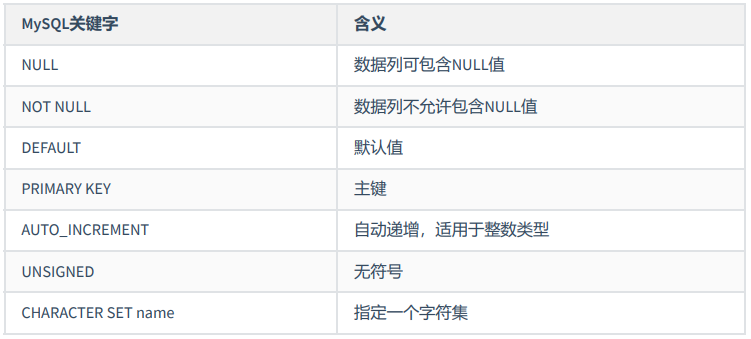 MySQL关键字 含义
NULL 数据列可包含NULL值
NOT NULL 数据列不允许包含NULL值
DEFAULT 默认值
PRIMARY KEY 主键
AUTO_INCREMENT 自动递增，适用于整数类型
UNSIGNED 无符号
CHARACTER SET name 指定一个字符集